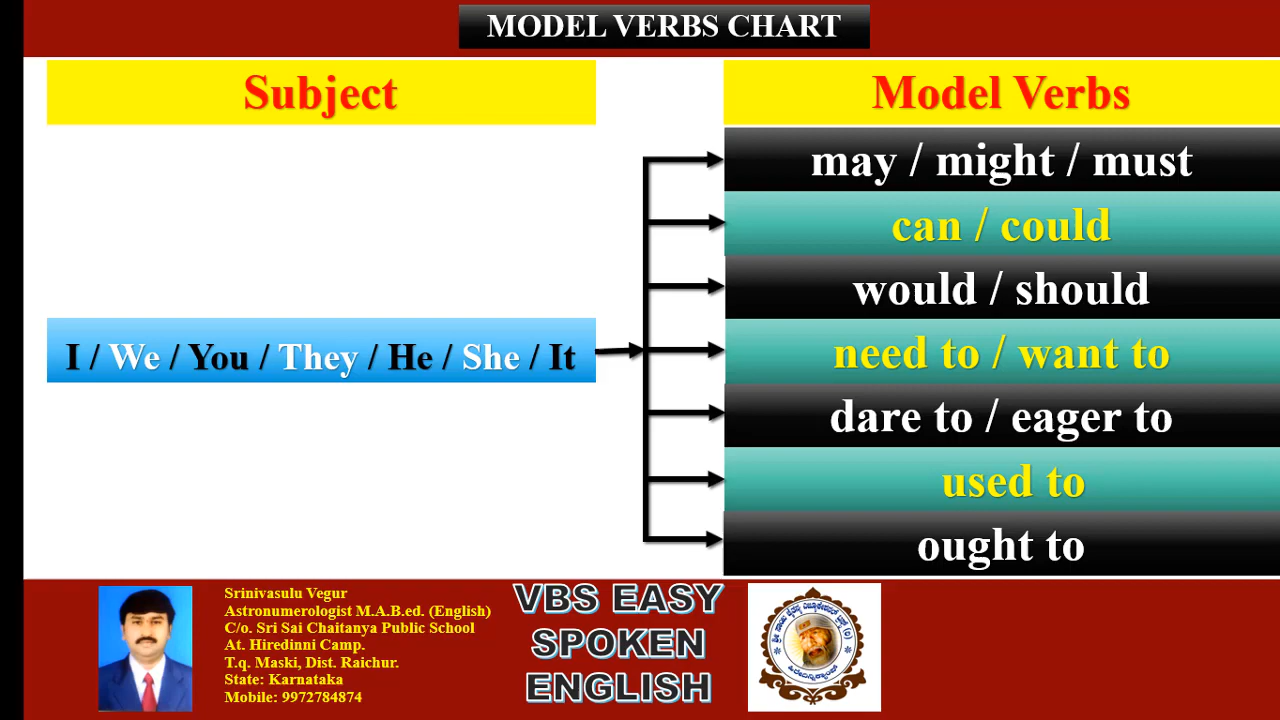 MODEL VERBS CHART
Subject
Model Verbs
may / might / must
can / could
would / should
I / We / You / They / He / She / It
need to / want to
dare to / eager to
used to
ought to
Srinivasulu Vegur
Astronumerologist M.A.B.ed. (English)
C/o. Sri Sai Chaitanya Public School
At. Hiredinni Camp.
T.q. Maski, Dist. Raichur.
State: Karnataka
Mobile: 9972784874
VBS EASY
SPOKEN
ENGLISH